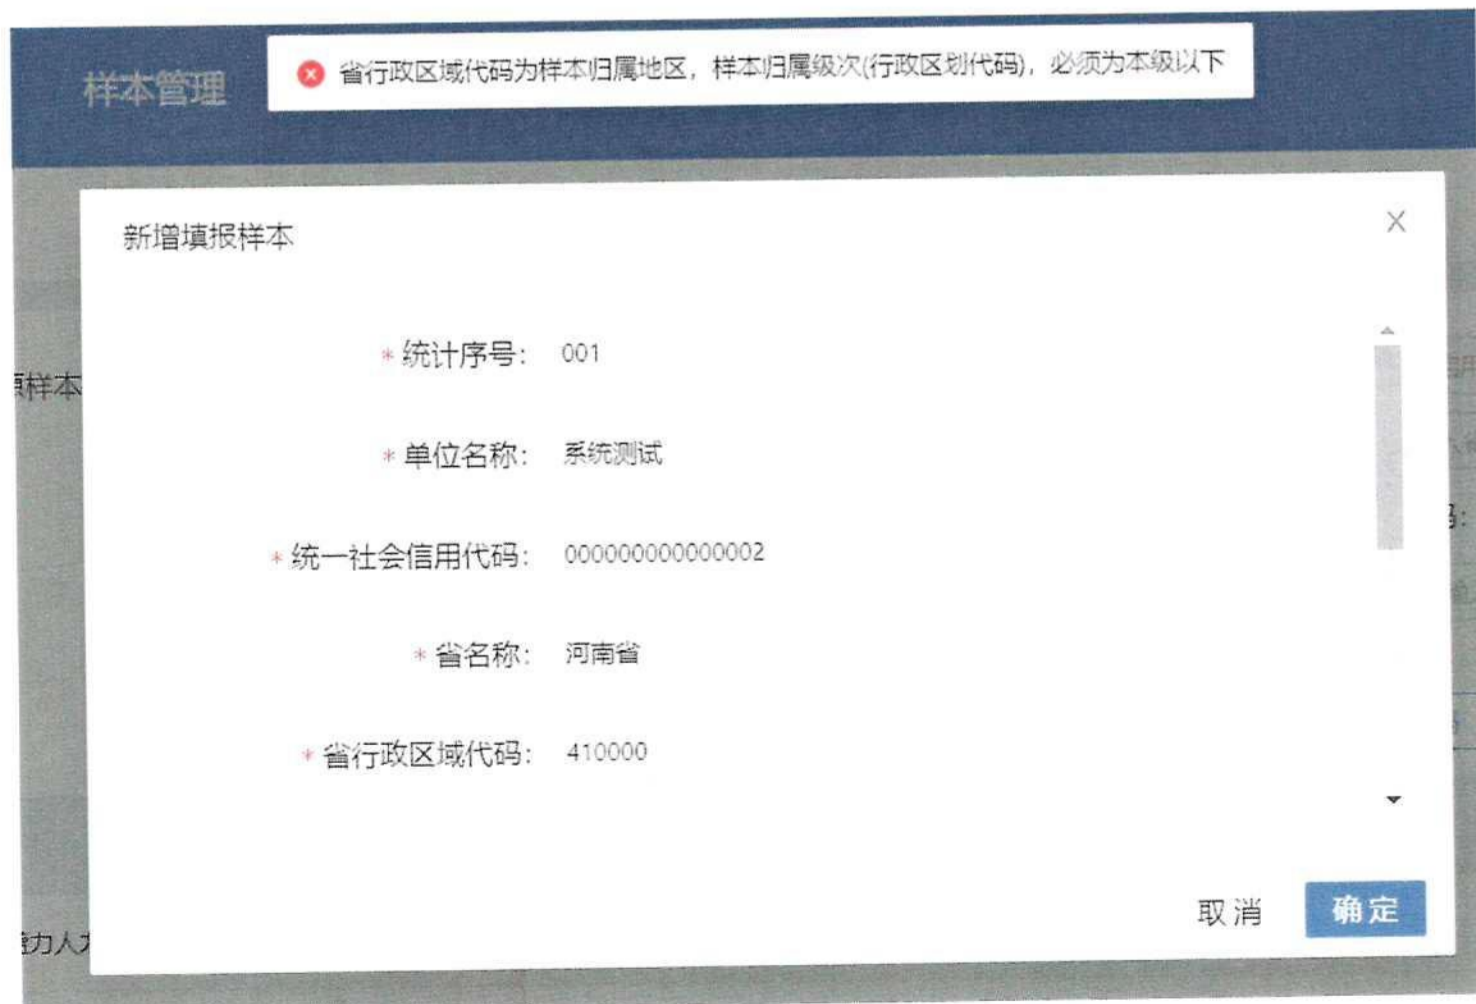 样本管理
省行政区域代码为样本归属地区，样本归属级次(行政区划代码)，必须为本级以下
新增填报样本
*统计序号： 001
样本
*单位名称： 系统测试
*统一社会信用代码： 000000000000002
*省名称： 河南省
*省行政区域代码： 410000
取消 确定
力人